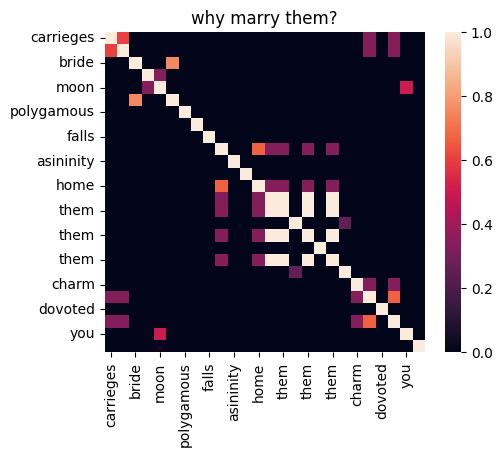 why marry them?
carrieges
bride
moon
polygamous
falls
asininity
home
them
them
them
charm
dovoted
you
1.0
0.8
0.6
0.4
0.2
0.0
carrieges
bride
moon
polygamous
falls
asininity
home
them
them
them
charm
dovoted
you